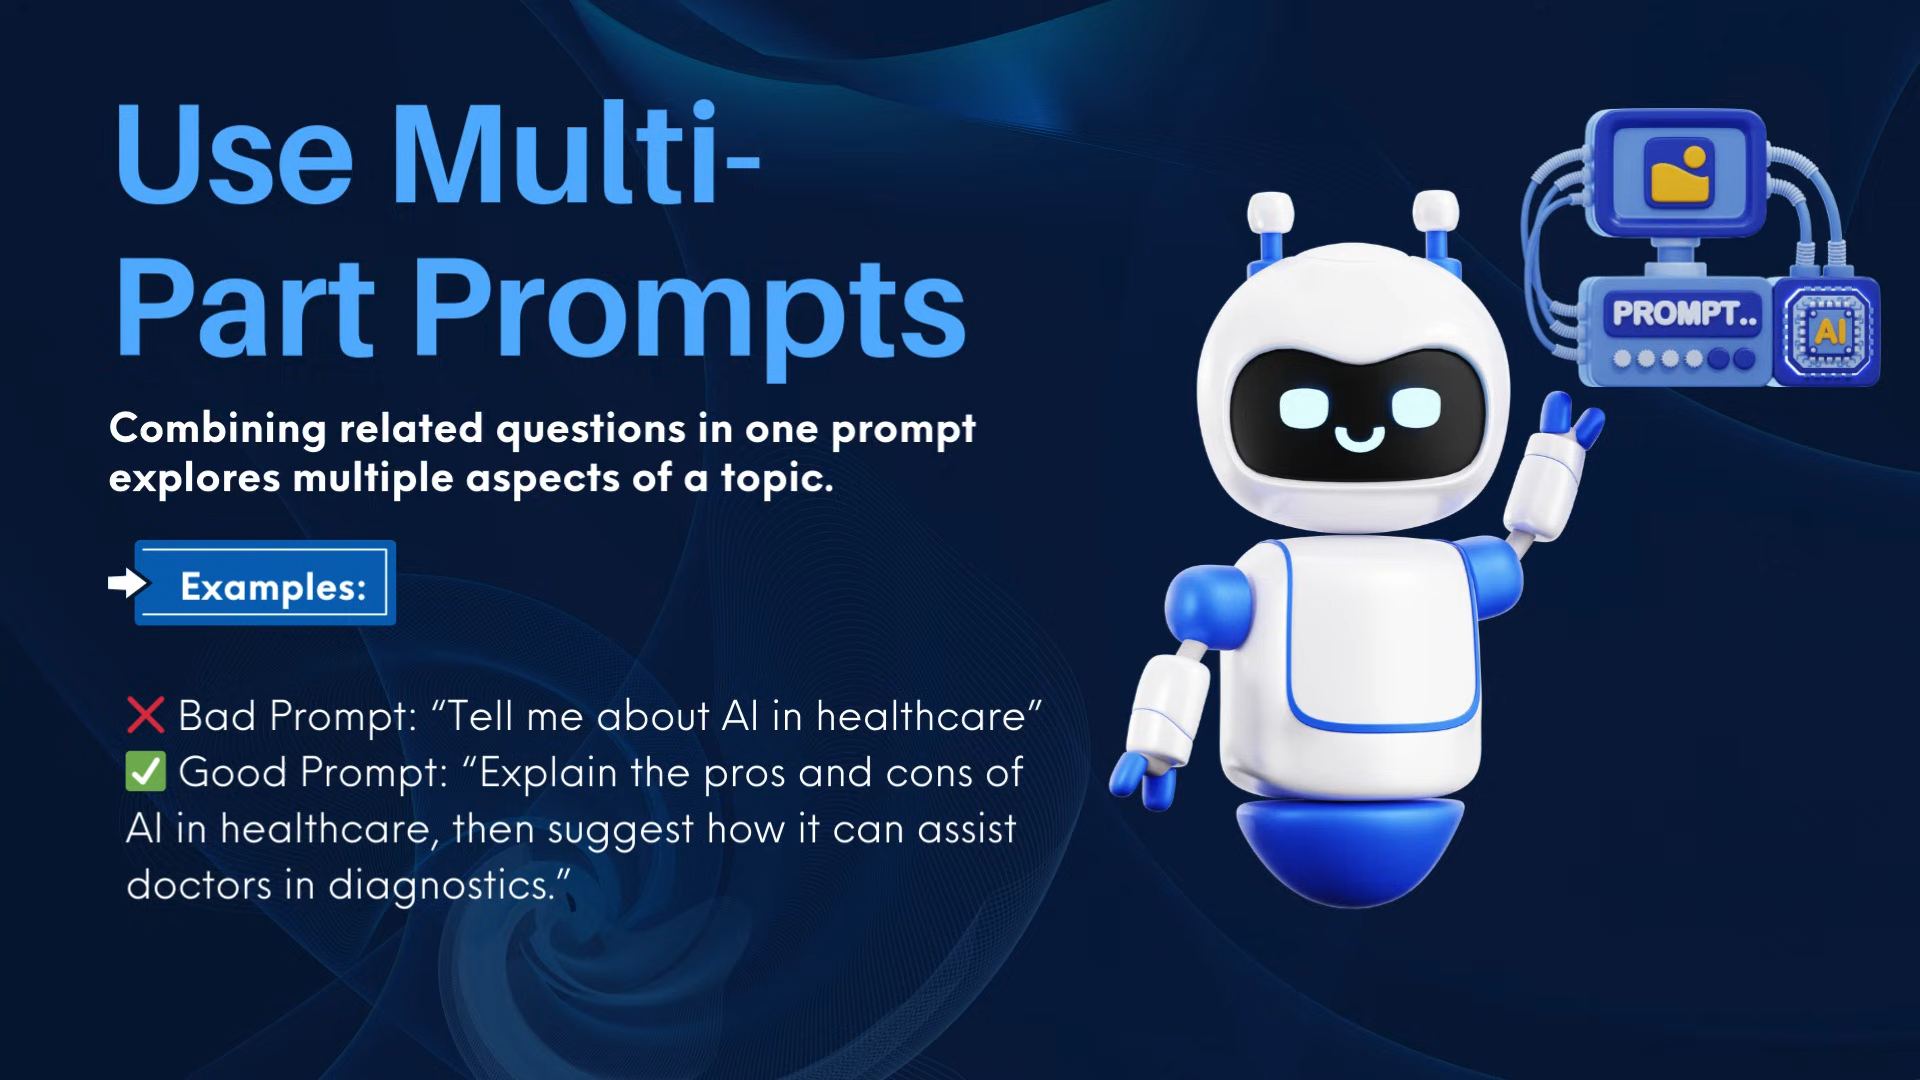 Use Multi-
Part Prompts
Combining related questions in one prompt
explores multiple aspects of a topic.
Examples:
❌ Bad Prompt: “Tell me about AI in healthcare”
✅ Good Prompt: “Explain the pros and cons of
AI in healthcare, then suggest how it can assist
doctors in diagnostics.”
PROMPT..
AI